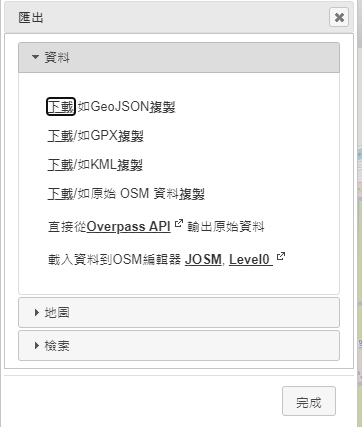 匯出
資料
下載/如GeoJSON複製
下載/如GPX複製
下載/如KML複製
下載/如原始 OSM 資料複製
直接從Overpass API 輸出原始資料
載入資料到OSM編輯器 JOSM, Level0
地圖
檢索
完成